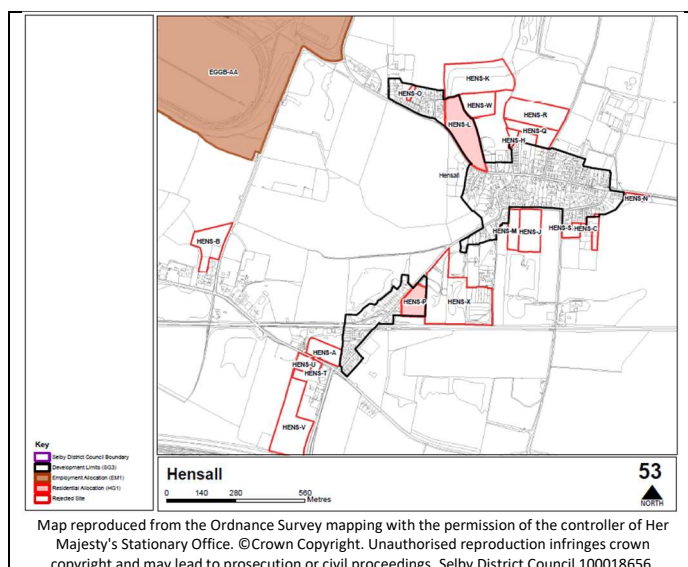 EGGB-AA
HENS-K
HENS-O
HENS-W
HENS-L
HENS-R
HENS-Q
HENS-H
Hensall
HENS-N
HENS-B
HENS-M
HENS-J
HENS-S
HENS-C
HENS-P
HENS-X
HENS-A
HENS-U
HENS-T
HENS-V
Key
Selby District Council Boundary
Development Limits (SG3)
Employment Allocation (EM1)
Residential Allocation (HG1)
Rejected Site
Hensall
0 140 280 560
Metres
53
NORTH
Map reproduced from the Ordnance Survey mapping with the permission of the controller of Her
Majesty's Stationary Office. ©Crown Copyright. Unauthorised reproduction infringes crown
copyright and may lead to prosecution or civil proceedings. Selby District Council 100018656